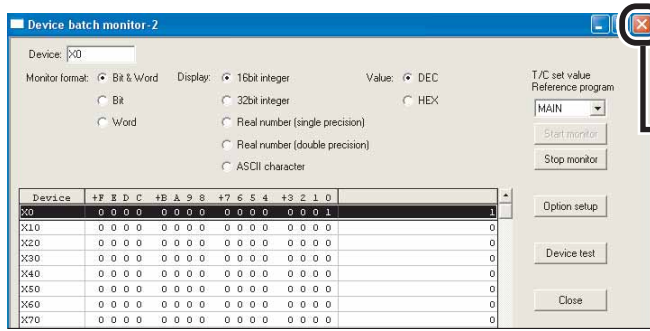 Device batch monitor-2
Device: X0
Monitor format: Bit & Word Display: 16bit integer Value: DEC T/C set value
Reference program
Bit 32bit integer HEX MAIN
Word Real number (single precision)
Start monitor
Real number (double precision)
Stop monitor
ASCII character
Device +F E D C +B A 9 8 +7 6 5 4 +3 2 1 0
X0 0 0 0 0 0 0 0 0 0 0 0 0 0 0 0 1 1
Option setup
X10 0 0 0 0 0 0 0 0 0 0 0 0 0 0 0 0 0
X20 0 0 0 0 0 0 0 0 0 0 0 0 0 0 0 0 0
X30 0 0 0 0 0 0 0 0 0 0 0 0 0 0 0 0 0
Device test
X40 0 0 0 0 0 0 0 0 0 0 0 0 0 0 0 0 0
X50 0 0 0 0 0 0 0 0 0 0 0 0 0 0 0 0 0
X60 0 0 0 0 0 0 0 0 0 0 0 0 0 0 0 0 0
Close
X70 0 0 0 0 0 0 0 0 0 0 0 0 0 0 0 0 0